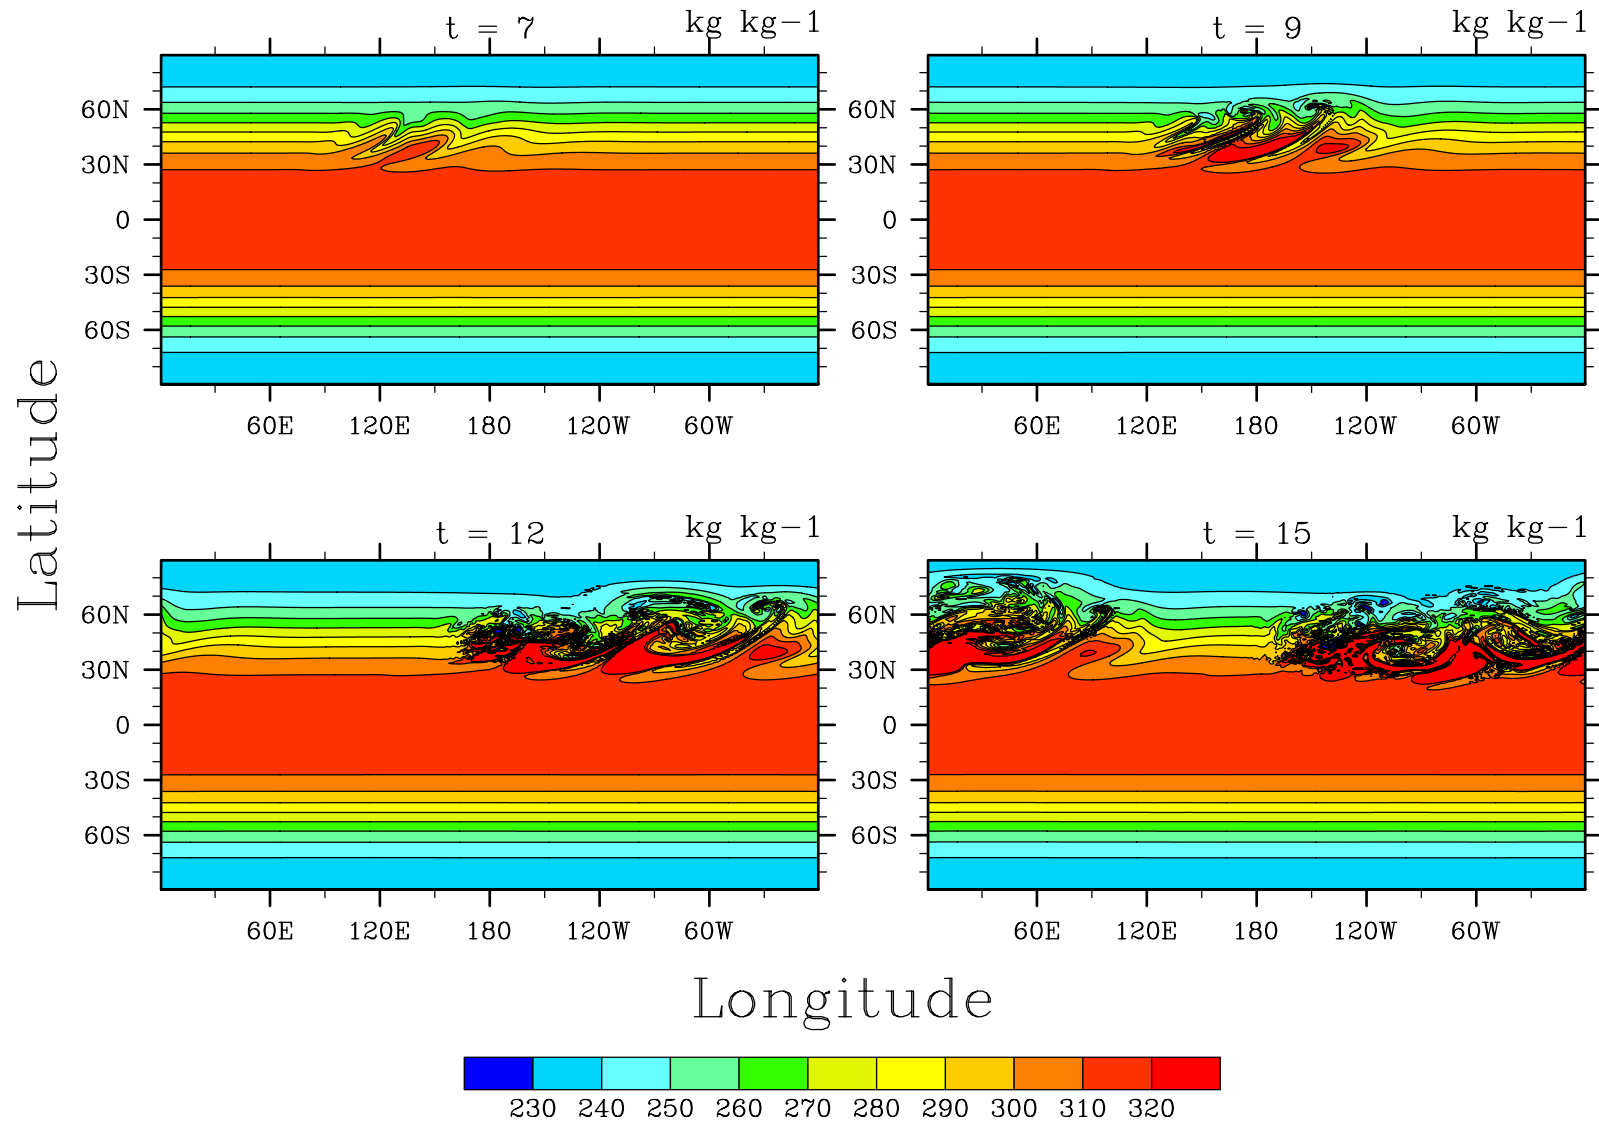 t = 7 kg kg-1 t = 9 kg kg-1
60N 60N
30N 30N
0 0
30S 30S
60S 60S
60E 120E 180 120W 60W 60E 120E 180 120W 60W
Latitude
t = 12 kg kg-1 t = 15 kg kg-1
60N 60N
30N 30N
0 0
30S 30S
60S 60S
60E 120E 180 120W 60W 60E 120E 180 120W 60W
Longitude
230 240 250 260 270 280 290 300 310 320